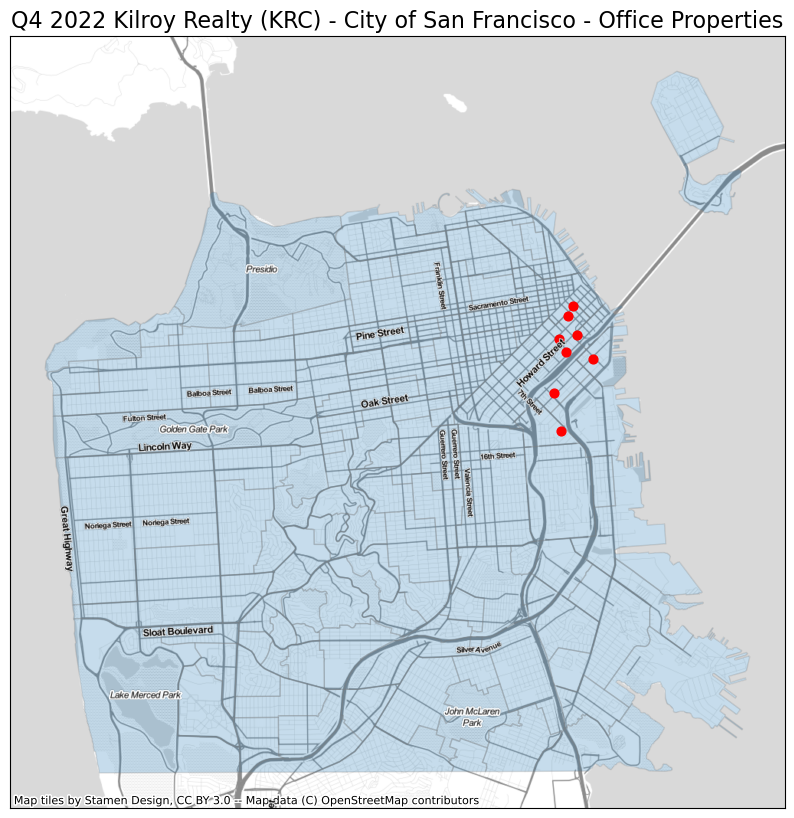 Q4 2022 Kilroy Realty (KRC) - City of San Francisco - Office Properties
Presidio
Franklin Street
Sacramento Street
Pine Street
Howard Street
Balboa Street
Balboa Street
7th Street
Oak Street
Fulton Street
Golden Gate Park
Lincoln Way
Guerrero Street
Guerrero Street
Valencia Street
16th Street
Great Highway
Noriega Street
Noriega Street
Sloat Boulevard
Silver Avenue
Lake Merced Park
John McLaren
Park
Map tiles by Stamen Design, CC BY 3.0 -- Map data (C) OpenStreetMap contributors